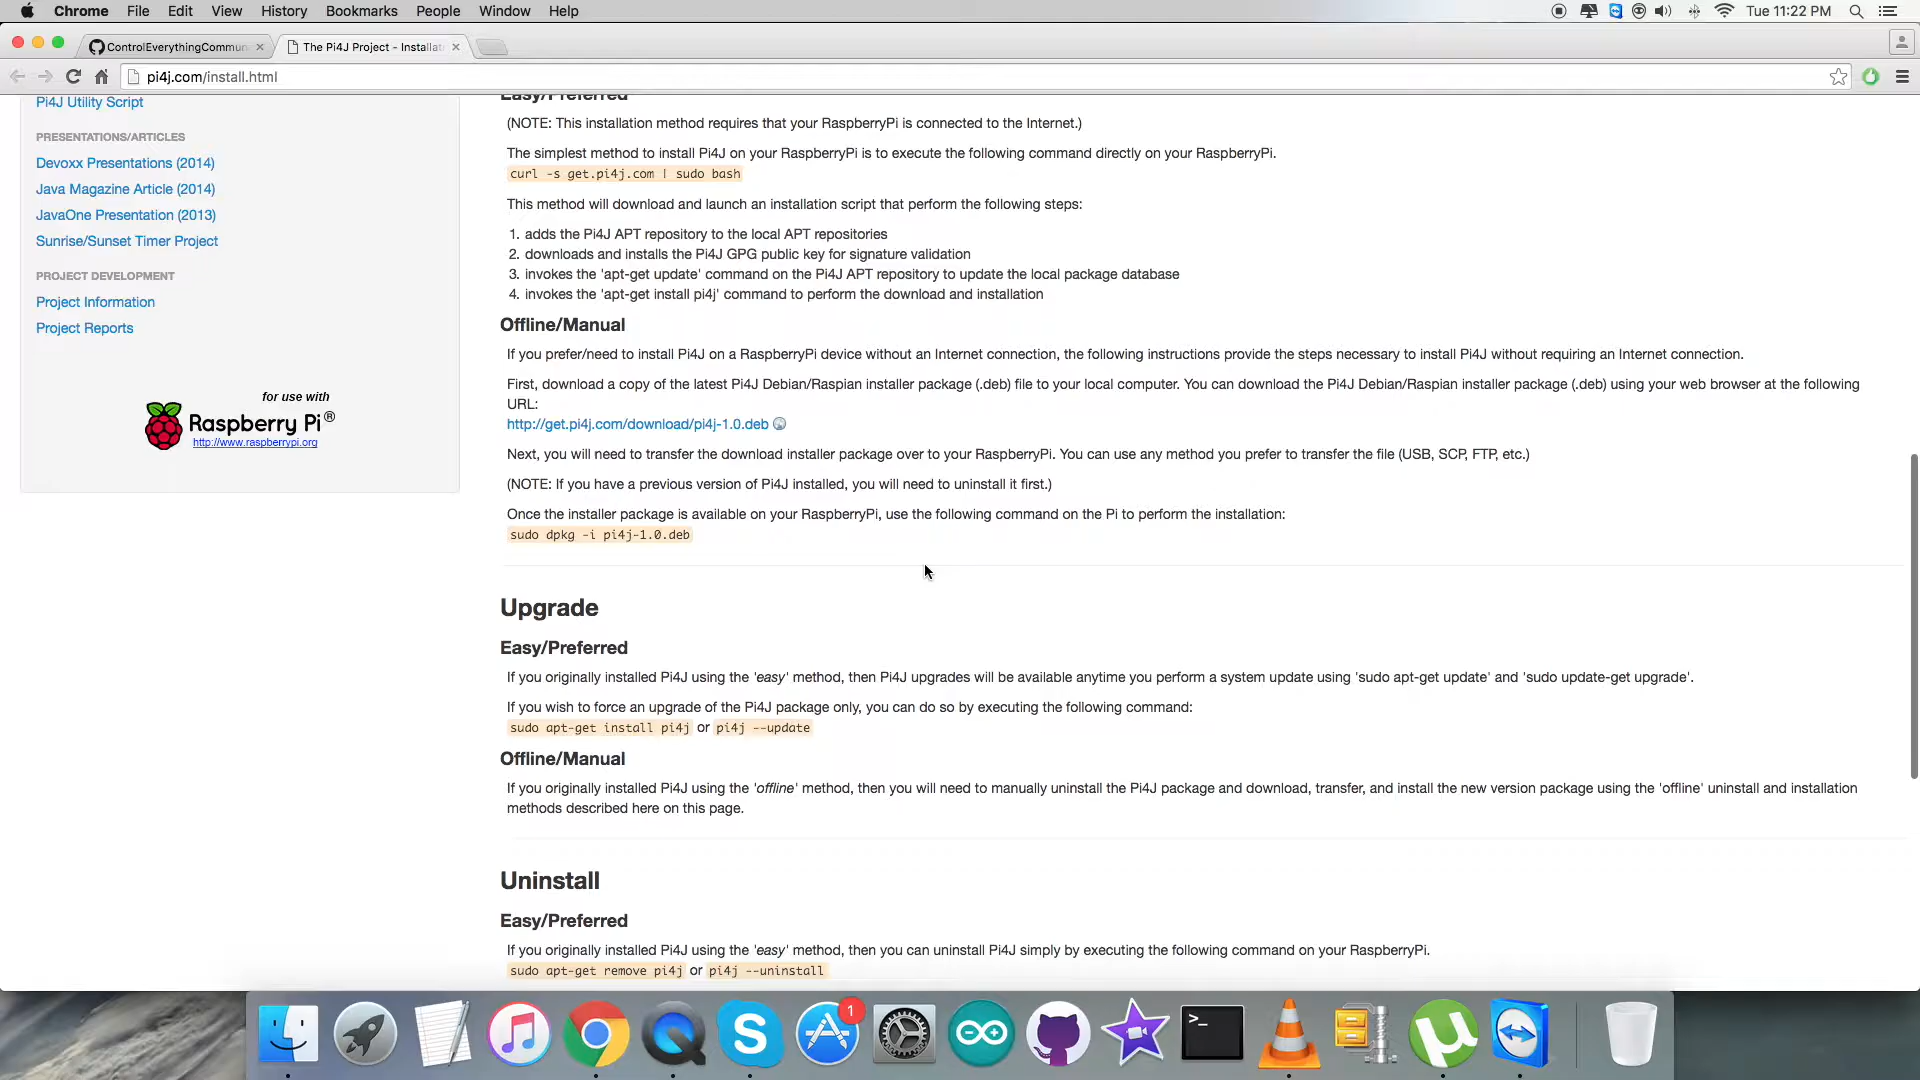 Chrome File Edit View History Bookmarks People Window Help Tue 11:22 PM
ControlEverythingCommun
The Pi4J Project - Installat
pi4j.com/install.html
Pi4J Utility Script
PRESENTATIONS/ARTICLES
Devoxx Presentations (2014)
Java Magazine Article (2014)
JavaOne Presentation (2013)
Sunrise/Sunset Timer Project
PROJECT DEVELOPMENT
Project Information
Project Reports
for use with
Raspberry Pi®
http://www.raspberrypi.org
Easy/Preferred
(NOTE: This installation method requires that your RaspberryPi is connected to the Internet.)
The simplest method to install Pi4J on your RaspberryPi is to execute the following command directly on your RaspberryPi.
curl -s get.pi4j.com | sudo bash
This method will download and launch an installation script that perform the following steps:
1. adds the Pi4J APT repository to the local APT repositories
2. downloads and installs the Pi4J GPG public key for signature validation
3. invokes the 'apt-get update' command on the Pi4J APT repository to update the local package database
4. invokes the 'apt-get install pi4j' command to perform the download and installation
Offline/Manual
If you prefer/need to install Pi4J on a RaspberryPi device without an Internet connection, the following instructions provide the steps necessary to install Pi4J without requiring an Internet connection.
First, download a copy of the latest Pi4J Debian/Raspian installer package (.deb) file to your local computer. You can download the Pi4J Debian/Raspian installer package (.deb) using your web browser at the following
URL:
http://get.pi4j.com/download/pi4j-1.0.deb
Next, you will need to transfer the download installer package over to your RaspberryPi. You can use any method you prefer to transfer the file (USB, SCP, FTP, etc.)
(NOTE: If you have a previous version of Pi4J installed, you will need to uninstall it first.)
Once the installer package is available on your RaspberryPi, use the following command on the Pi to perform the installation:
sudo dpkg -i pi4j-1.0.deb
Upgrade
Easy/Preferred
If you originally installed Pi4J using the 'easy' method, then Pi4J upgrades will be available anytime you perform a system update using 'sudo apt-get update' and 'sudo update-get upgrade'.
If you wish to force an upgrade of the Pi4J package only, you can do so by executing the following command:
sudo apt-get install pi4j or pi4j --update
Offline/Manual
If you originally installed Pi4J using the 'offline' method, then you will need to manually uninstall the Pi4J package and download, transfer, and install the new version package using the 'offline' uninstall and installation
methods described here on this page.
Uninstall
Easy/Preferred
If you originally installed Pi4J using the 'easy' method, then you can uninstall Pi4J simply by executing the following command on your RaspberryPi.
sudo apt-get remove pi4j or pi4j --uninstall
1